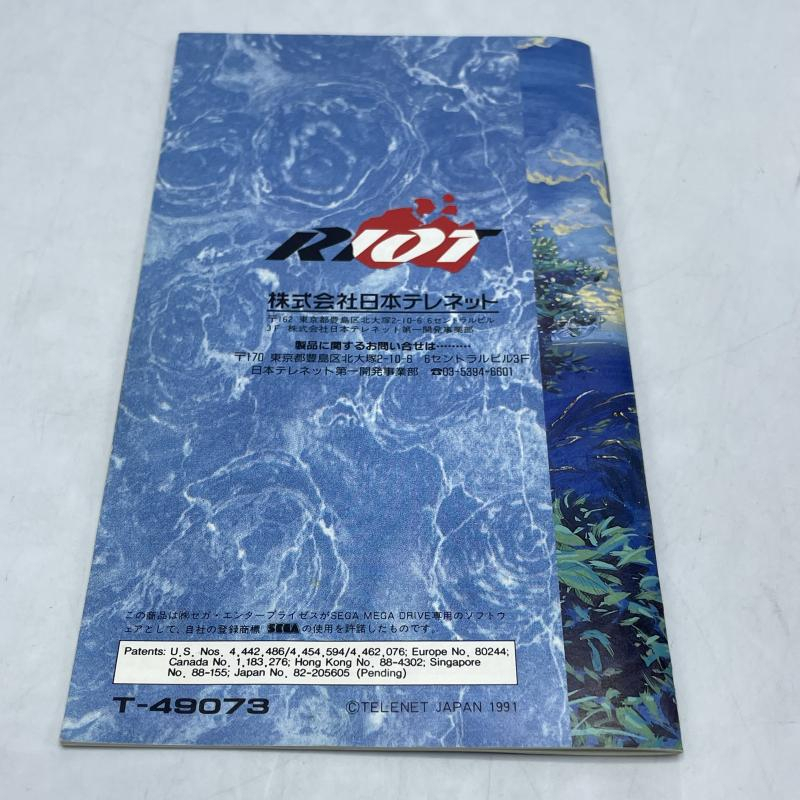 RIOT
株式会社日本テレネット
〒162 東京都豊島区北大塚2-10-6 6セントラルビル
3F 株式会社日本テレネット第一開発事業部
製品に関するお問い合せは………
〒170 東京都豊島区北大塚2-10-6 6セントラルビル3F
日本テレネット第一開発事業部 ☎03-5394-6601
この商品は㈱セガ・エンタープライゼスがSEGA MEGA DRIVE専用のソフトウ
ェアとして、自社の登録商標 SEGA の使用を許諾したものです。
Patents: U.S. Nos. 4,442,486/4,454,594/4,462,076; Europe No. 80244;
Canada No. 1,183,276; Hong Kong No. 88-4302; Singapore
No. 88-155; Japan No. 82-205605 (Pending)
T-49073
©TELENET JAPAN 1991